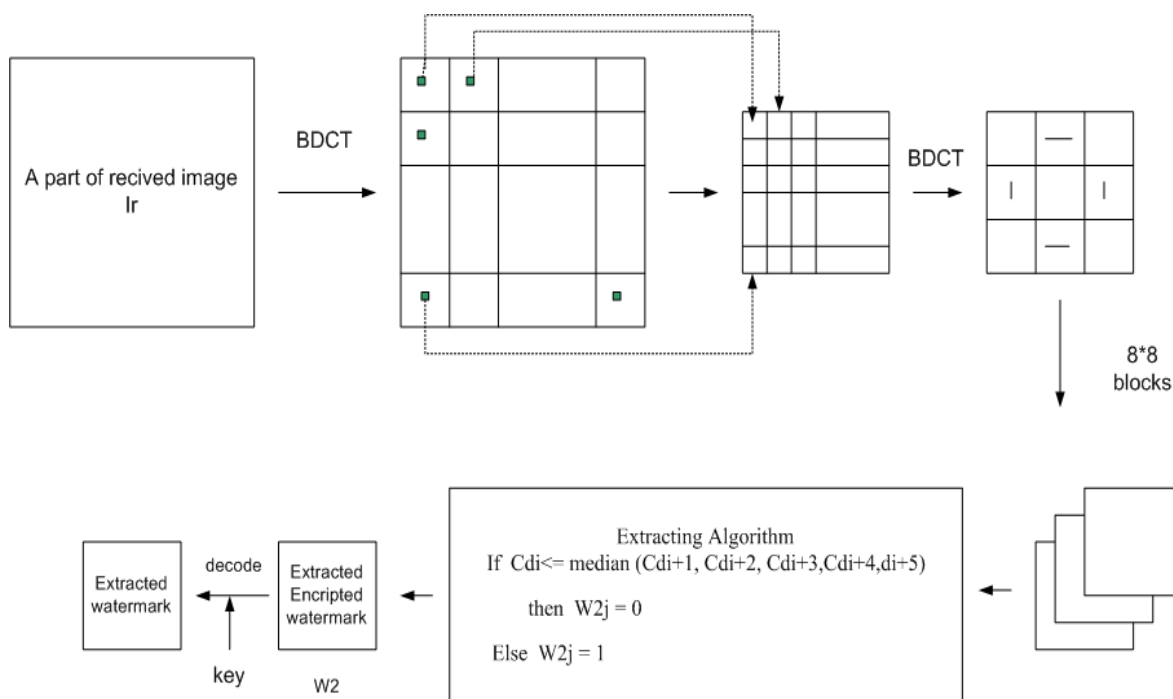 A part of recived image
Ir
BDCT
BDCT
8*8
blocks
Extracting Algorithm
If Cdi<= median (Cdi+1, Cdi+2, Cdi+3,Cdi+4,di+5)
then W2j = 0
Else W2j = 1
Extracted
Encripted
watermark
W2
decode
key
Extracted
watermark